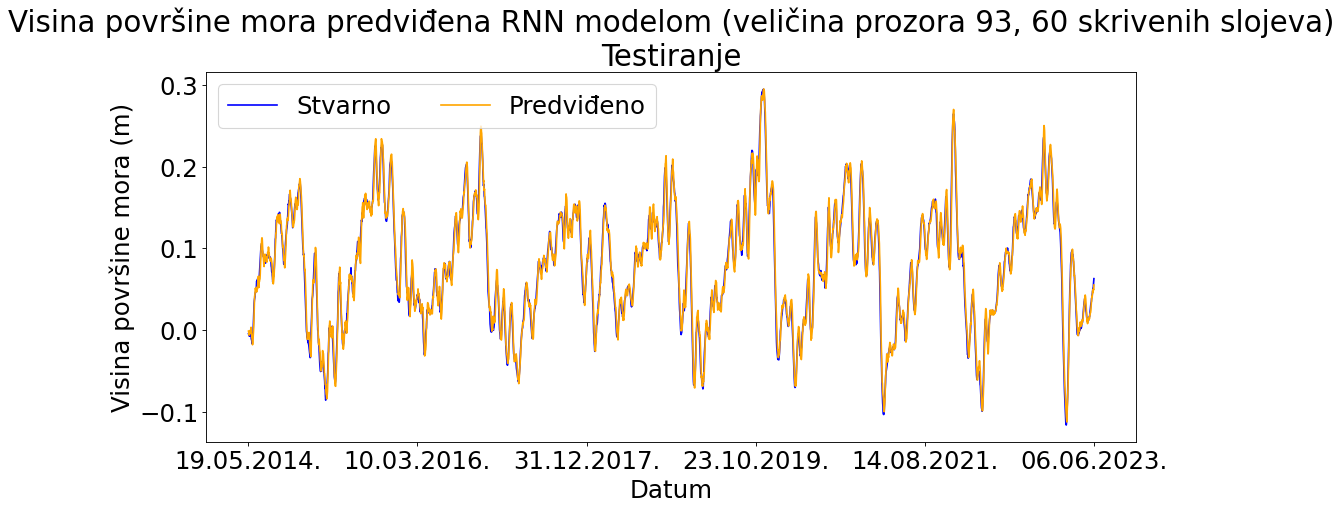 Visina površine mora predviđena RNN modelom (veličina prozora 93, 60 skrivenih slojeva)
Testiranje
Stvarno
Predviđeno
Visina površine mora (m)
0.3
0.2
0.1
0.0
−0.1
19.05.2014.
10.03.2016.
31.12.2017.
23.10.2019.
14.08.2021.
06.06.2023.
Datum